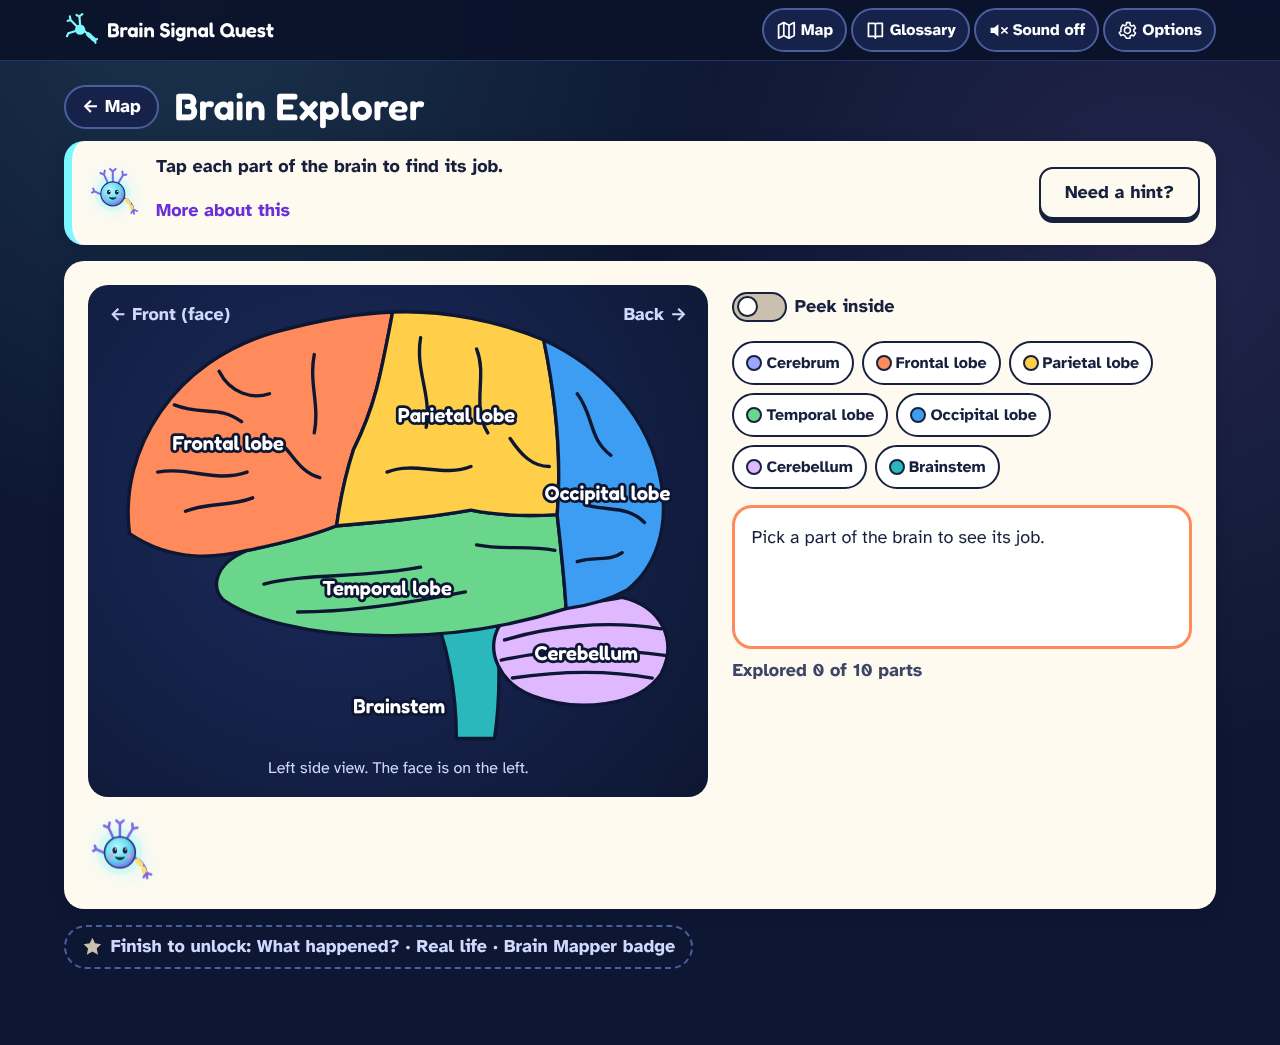 Brain Signal Quest
Map
Glossary
Sound off
Options
← Map
Brain Explorer
Tap each part of the brain to find its job.
More about this
Need a hint?
← Front (face)
Back →
Frontal lobe
Parietal lobe
Occipital lobe
Temporal lobe
Cerebellum
Brainstem
Left side view. The face is on the left.
Peek inside
Cerebrum
Frontal lobe
Parietal lobe
Temporal lobe
Occipital lobe
Cerebellum
Brainstem
Pick a part of the brain to see its job.
Explored 0 of 10 parts
Finish to unlock: What happened? · Real life · Brain Mapper badge